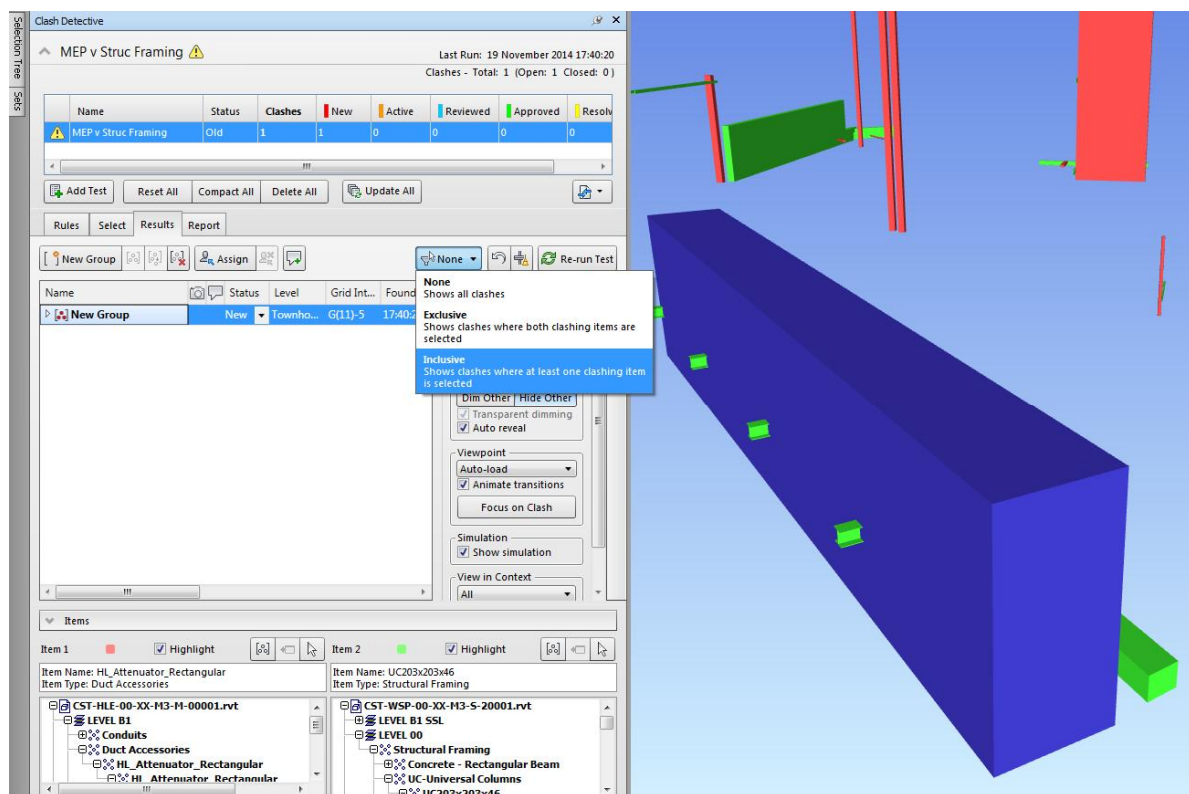 Selection Tree
Sets
Clash Detective
MEP v Struc Framing
Last Run: 19 November 2014 17:40:20
Clashes - Total: 1 (Open: 1 Closed: 0)
Name Status Clashes New Active Reviewed Approved Resolv
MEP v Struc Framing Old 1 1 0 0 0 0
Add Test Reset All Compact All Delete All Update All
Rules Select Results Report
New Group Assign None Re-run Test
None
Shows all clashes
Exclusive
Shows clashes where both clashing items are
selected
Inclusive
Shows clashes where at least one clashing item
is selected
Name Status Level Grid Int... Found
New Group New Townho... G(11)-5 17:40:2
Dim Other Hide Other
Transparent dimming
Auto reveal
Viewpoint
Auto-load
Animate transitions
Focus on Clash
Simulation
Show simulation
View in Context
All
Items
Item 1 Highlight Item 2 Highlight
Item Name: HL_Attenuator_Rectangular
Item Type: Duct Accessories
Item Name: UC203x203x46
Item Type: Structural Framing
CST-HLE-00-XX-M3-M-00001.rvt
LEVEL B1
Conduits
Duct Accessories
HL_Attenuator_Rectangular
HL_Attenuator_Rectangular
CST-WSP-00-XX-M3-S-20001.rvt
LEVEL B1 SSL
LEVEL 00
Structural Framing
Concrete - Rectangular Beam
UC-Universal Columns
UC203x203x46